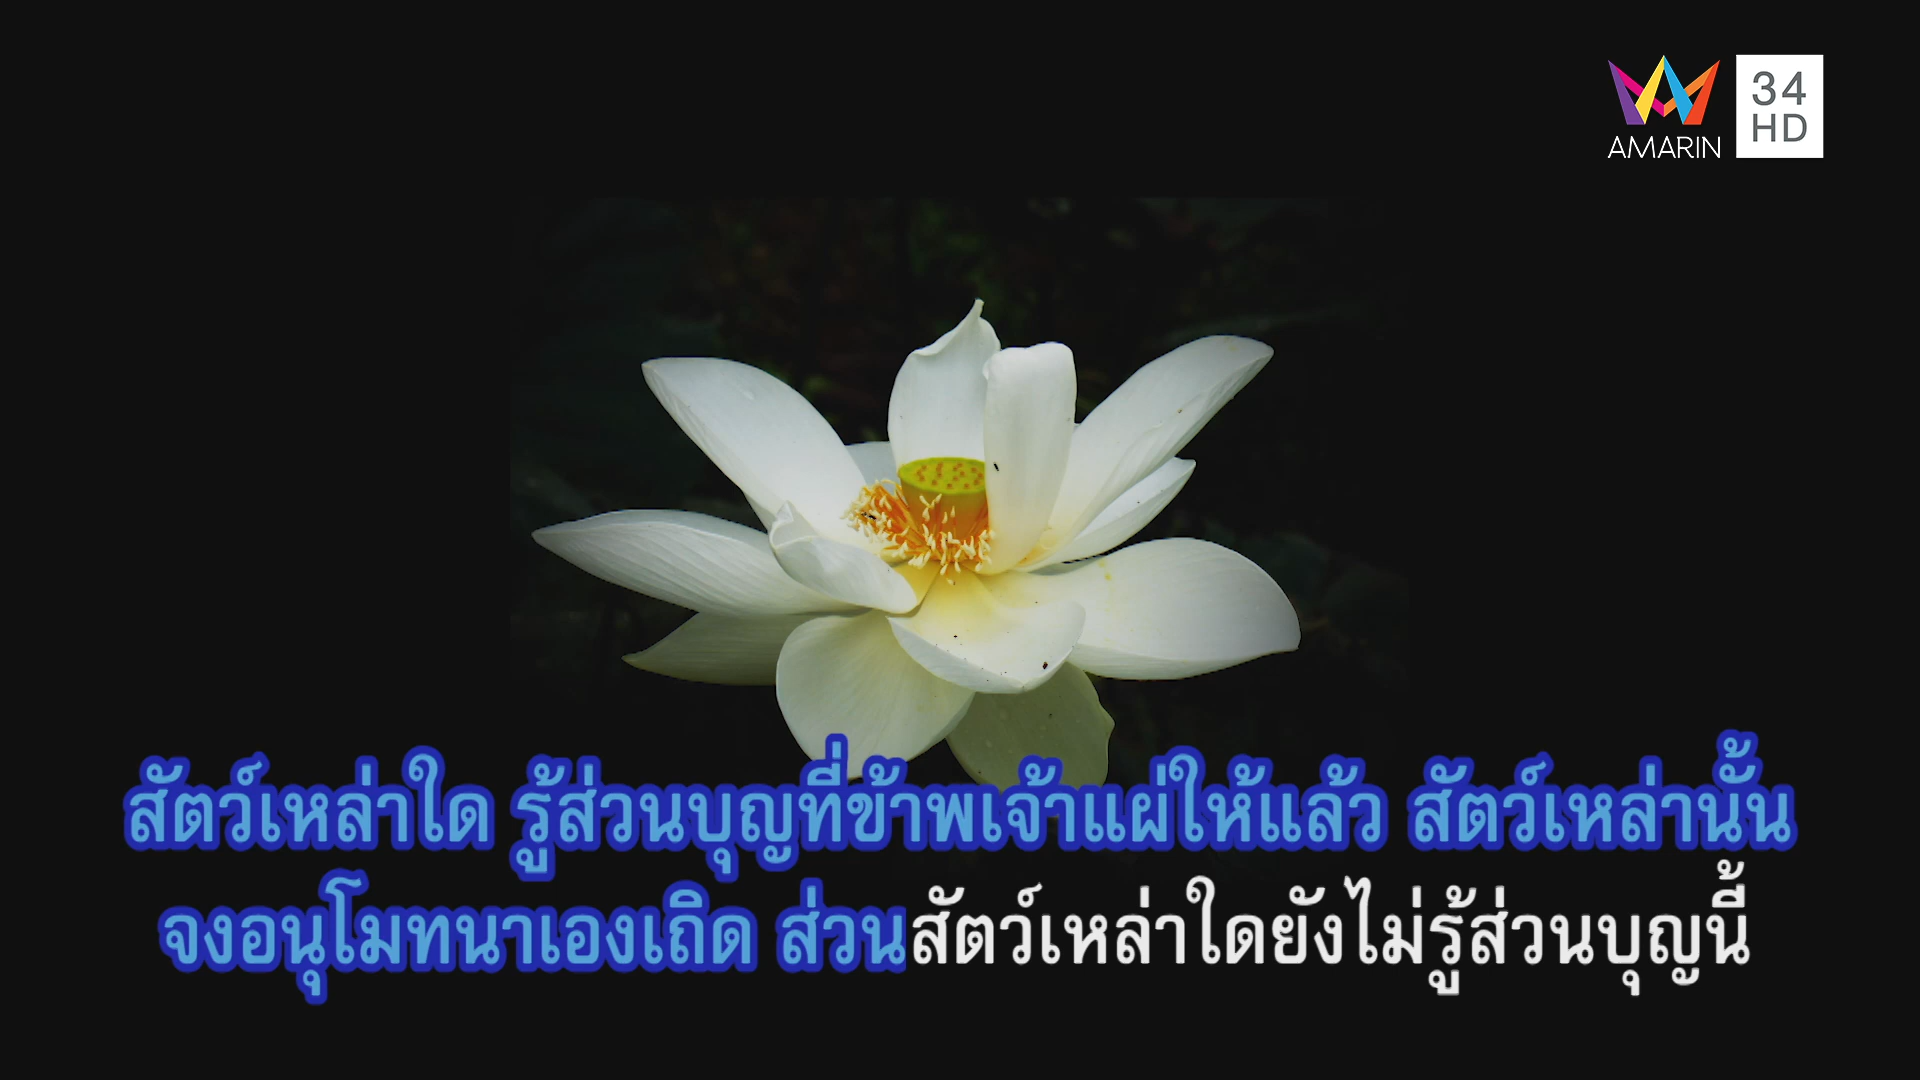 AMARIN
34
HD
สัตว์เหล่าใด รู้ส่วนบุญที่ข้าพเจ้าแผ่ให้แล้ว สัตว์เหล่านั้น
จงอนุโมทนาเองเถิด ส่วนสัตว์เหล่าใดยังไม่รู้ส่วนบุญนี้